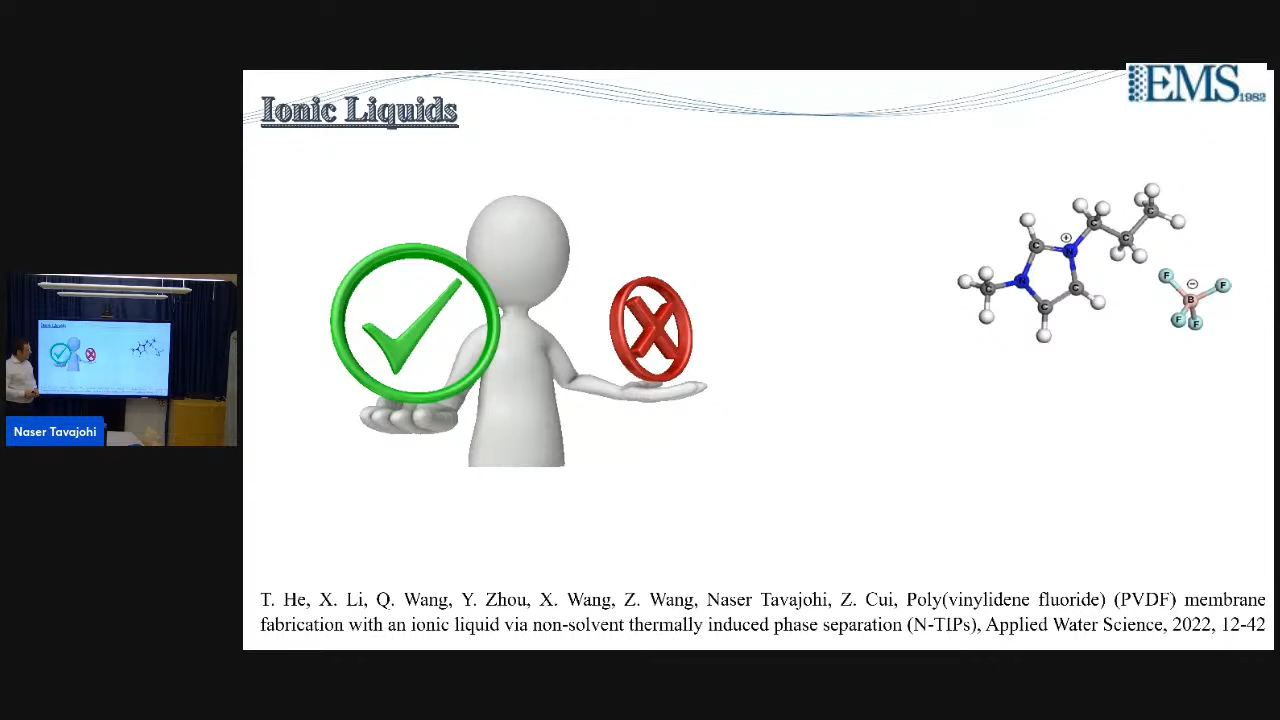 EMS 1982
Ionic Liquids
C
C
C
C
C
C
C
N
N
+
F
F
F
F
B
−
Ionic Liquids
Naser Tavajohi
T. He, X. Li, Q. Wang, Y. Zhou, X. Wang, Z. Wang, Naser Tavajohi, Z. Cui, Poly(vinylidene fluoride) (PVDF) membrane
fabrication with an ionic liquid via non-solvent thermally induced phase separation (N-TIPs), Applied Water Science, 2022, 12-42